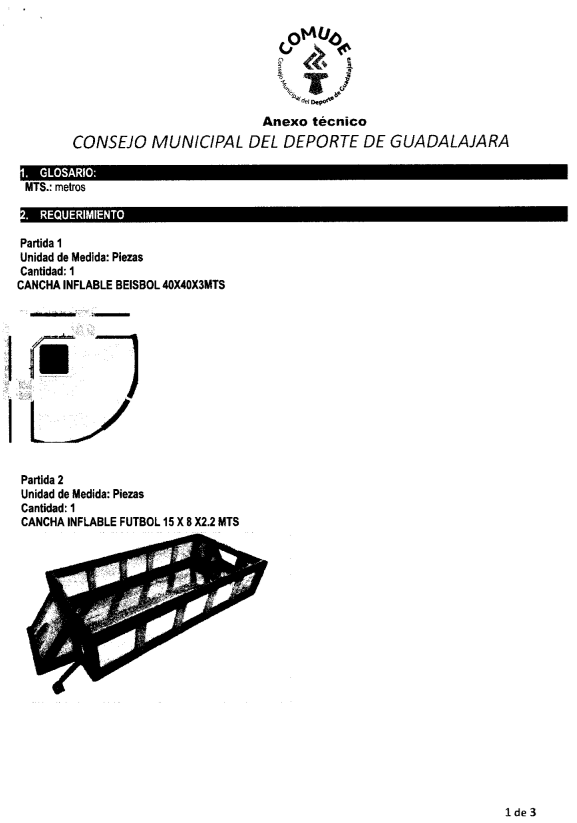 COMUDE
Consejo Municipal del Deporte de Guadalajara
Anexo técnico
CONSEJO MUNICIPAL DEL DEPORTE DE GUADALAJARA
1. GLOSARIO:
MTS.: metros
2. REQUERIMIENTO
Partida 1
Unidad de Medida: Piezas
Cantidad: 1
CANCHA INFLABLE BEISBOL 40X40X3MTS
Partida 2
Unidad de Medida: Piezas
Cantidad: 1
CANCHA INFLABLE FUTBOL 15 X 8 X2.2 MTS
1 de 3